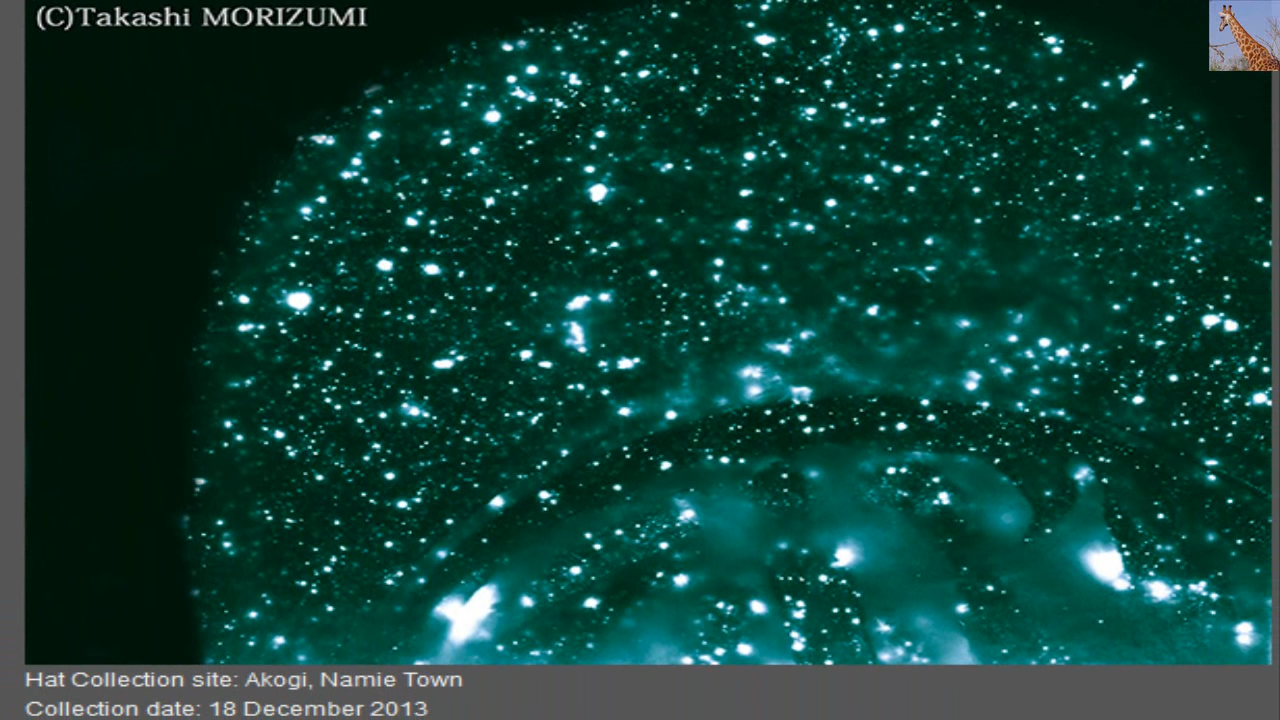 (C)Takashi MORIZUMI
Hat Collection site: Akogi, Namie Town
Collection date: 18 December 2013